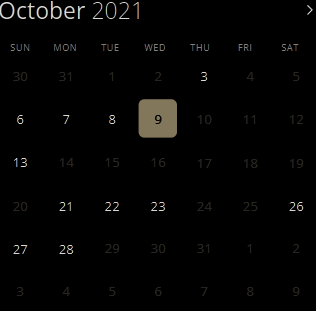 October 2021
SUN MON TUE WED THU FRI SAT
30 31 1 2 3 4 5
6 7 8 9 10 11 12
13 14 15 16 17 18 19
20 21 22 23 24 25 26
27 28 29 30 31 1 2
3 4 5 6 7 8 9